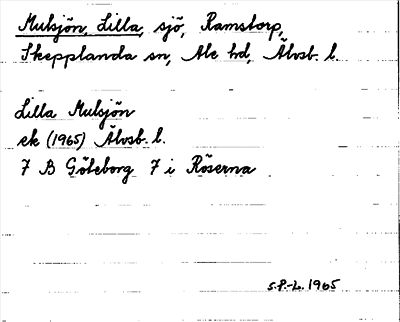 Mulsjön, Lilla, sjö, Ramstorp,
Skepplanda sn, Ale hd, Älvsb. l.
Lilla Mulsjön
ek (1965) Älvsb. l.
7 B Göteborg 7 i Röserna
S.P.-L. 1965